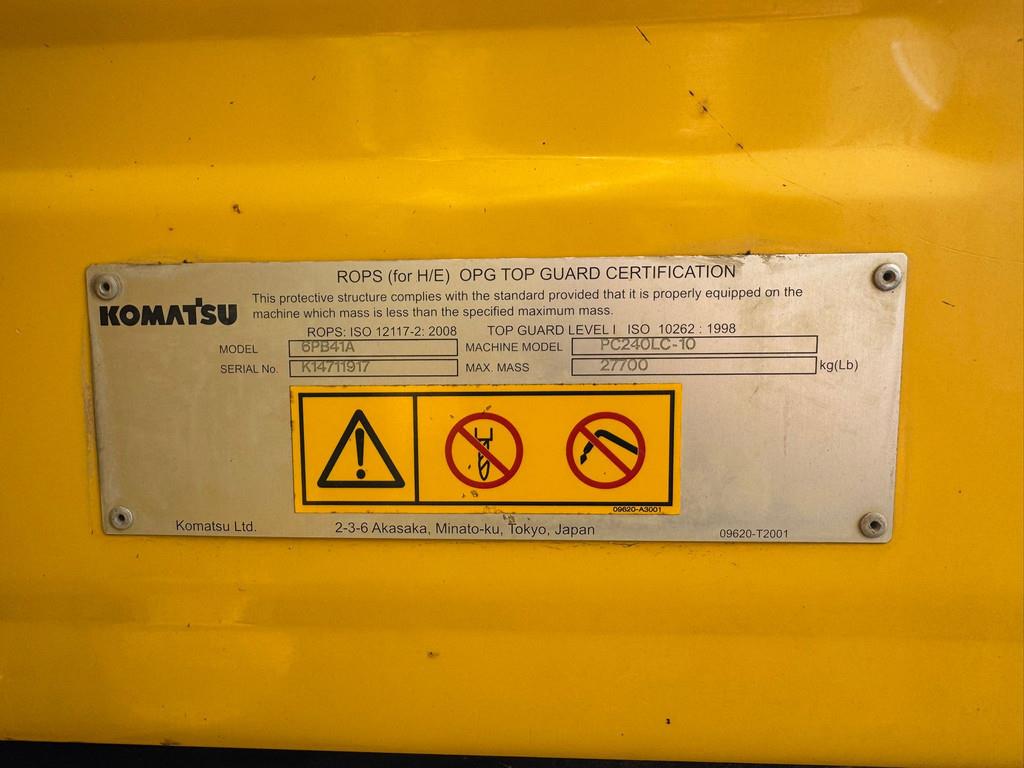 ROPS (for H/E) OPG TOP GUARD CERTIFICATION
KOMATSU
This protective structure complies with the standard provided that it is properly equipped on the
machine which mass is less than the specified maximum mass.
ROPS: ISO 12117-2: 2008 TOP GUARD LEVEL I ISO 10262 : 1998
MODEL 6PB41A MACHINE MODEL PC240LC-10
SERIAL No. K14711917 MAX. MASS 27700 kg(Lb)
09620-A3001
Komatsu Ltd. 2-3-6 Akasaka, Minato-ku, Tokyo, Japan 09620-T2001